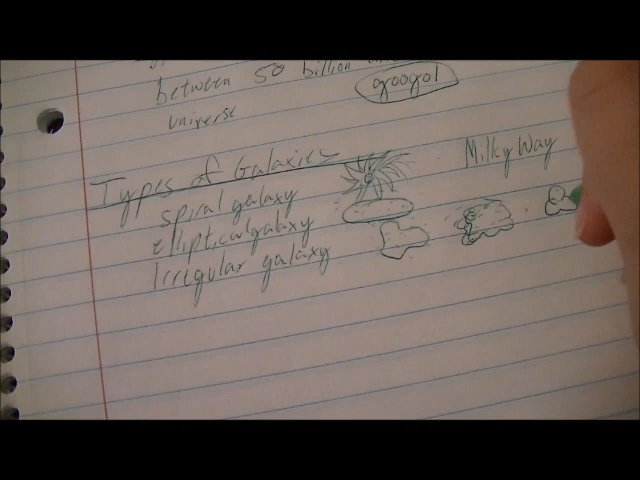 between 50 billion
googol
universe
Types of Galaxies
Milky Way
spiral galaxy
elliptical galaxy
Irregular galaxy